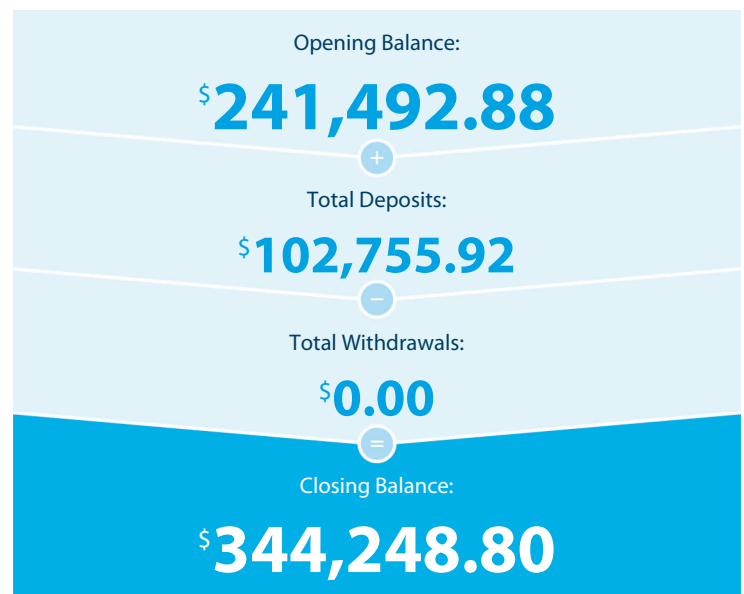 Opening Balance:
$241,492.88
+
Total Deposits:
$102,755.92
−
Total Withdrawals:
$0.00
=
Closing Balance:
$344,248.80